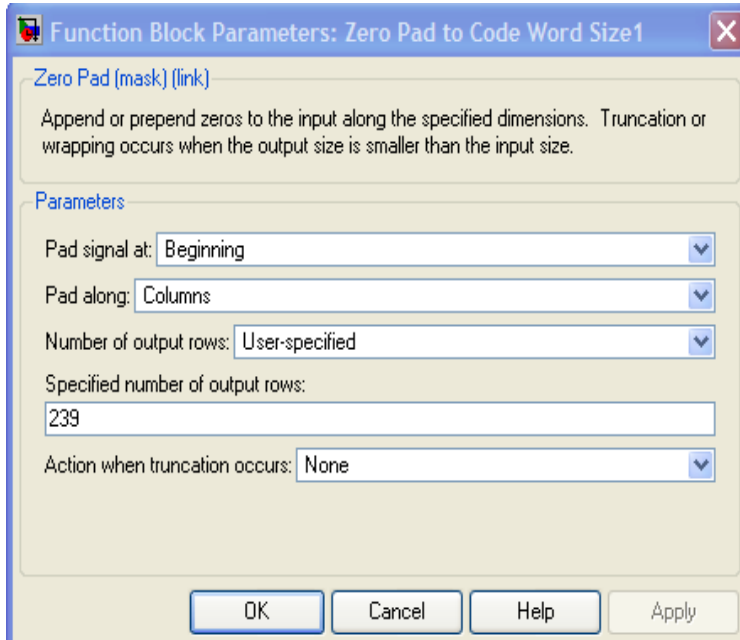 Function Block Parameters: Zero Pad to Code Word Size1
Zero Pad (mask) (link)
Append or prepend zeros to the input along the specified dimensions. Truncation or
wrapping occurs when the output size is smaller than the input size.
Parameters
Pad signal at: Beginning
Pad along: Columns
Number of output rows: User-specified
Specified number of output rows:
239
Action when truncation occurs: None
OK Cancel Help Apply